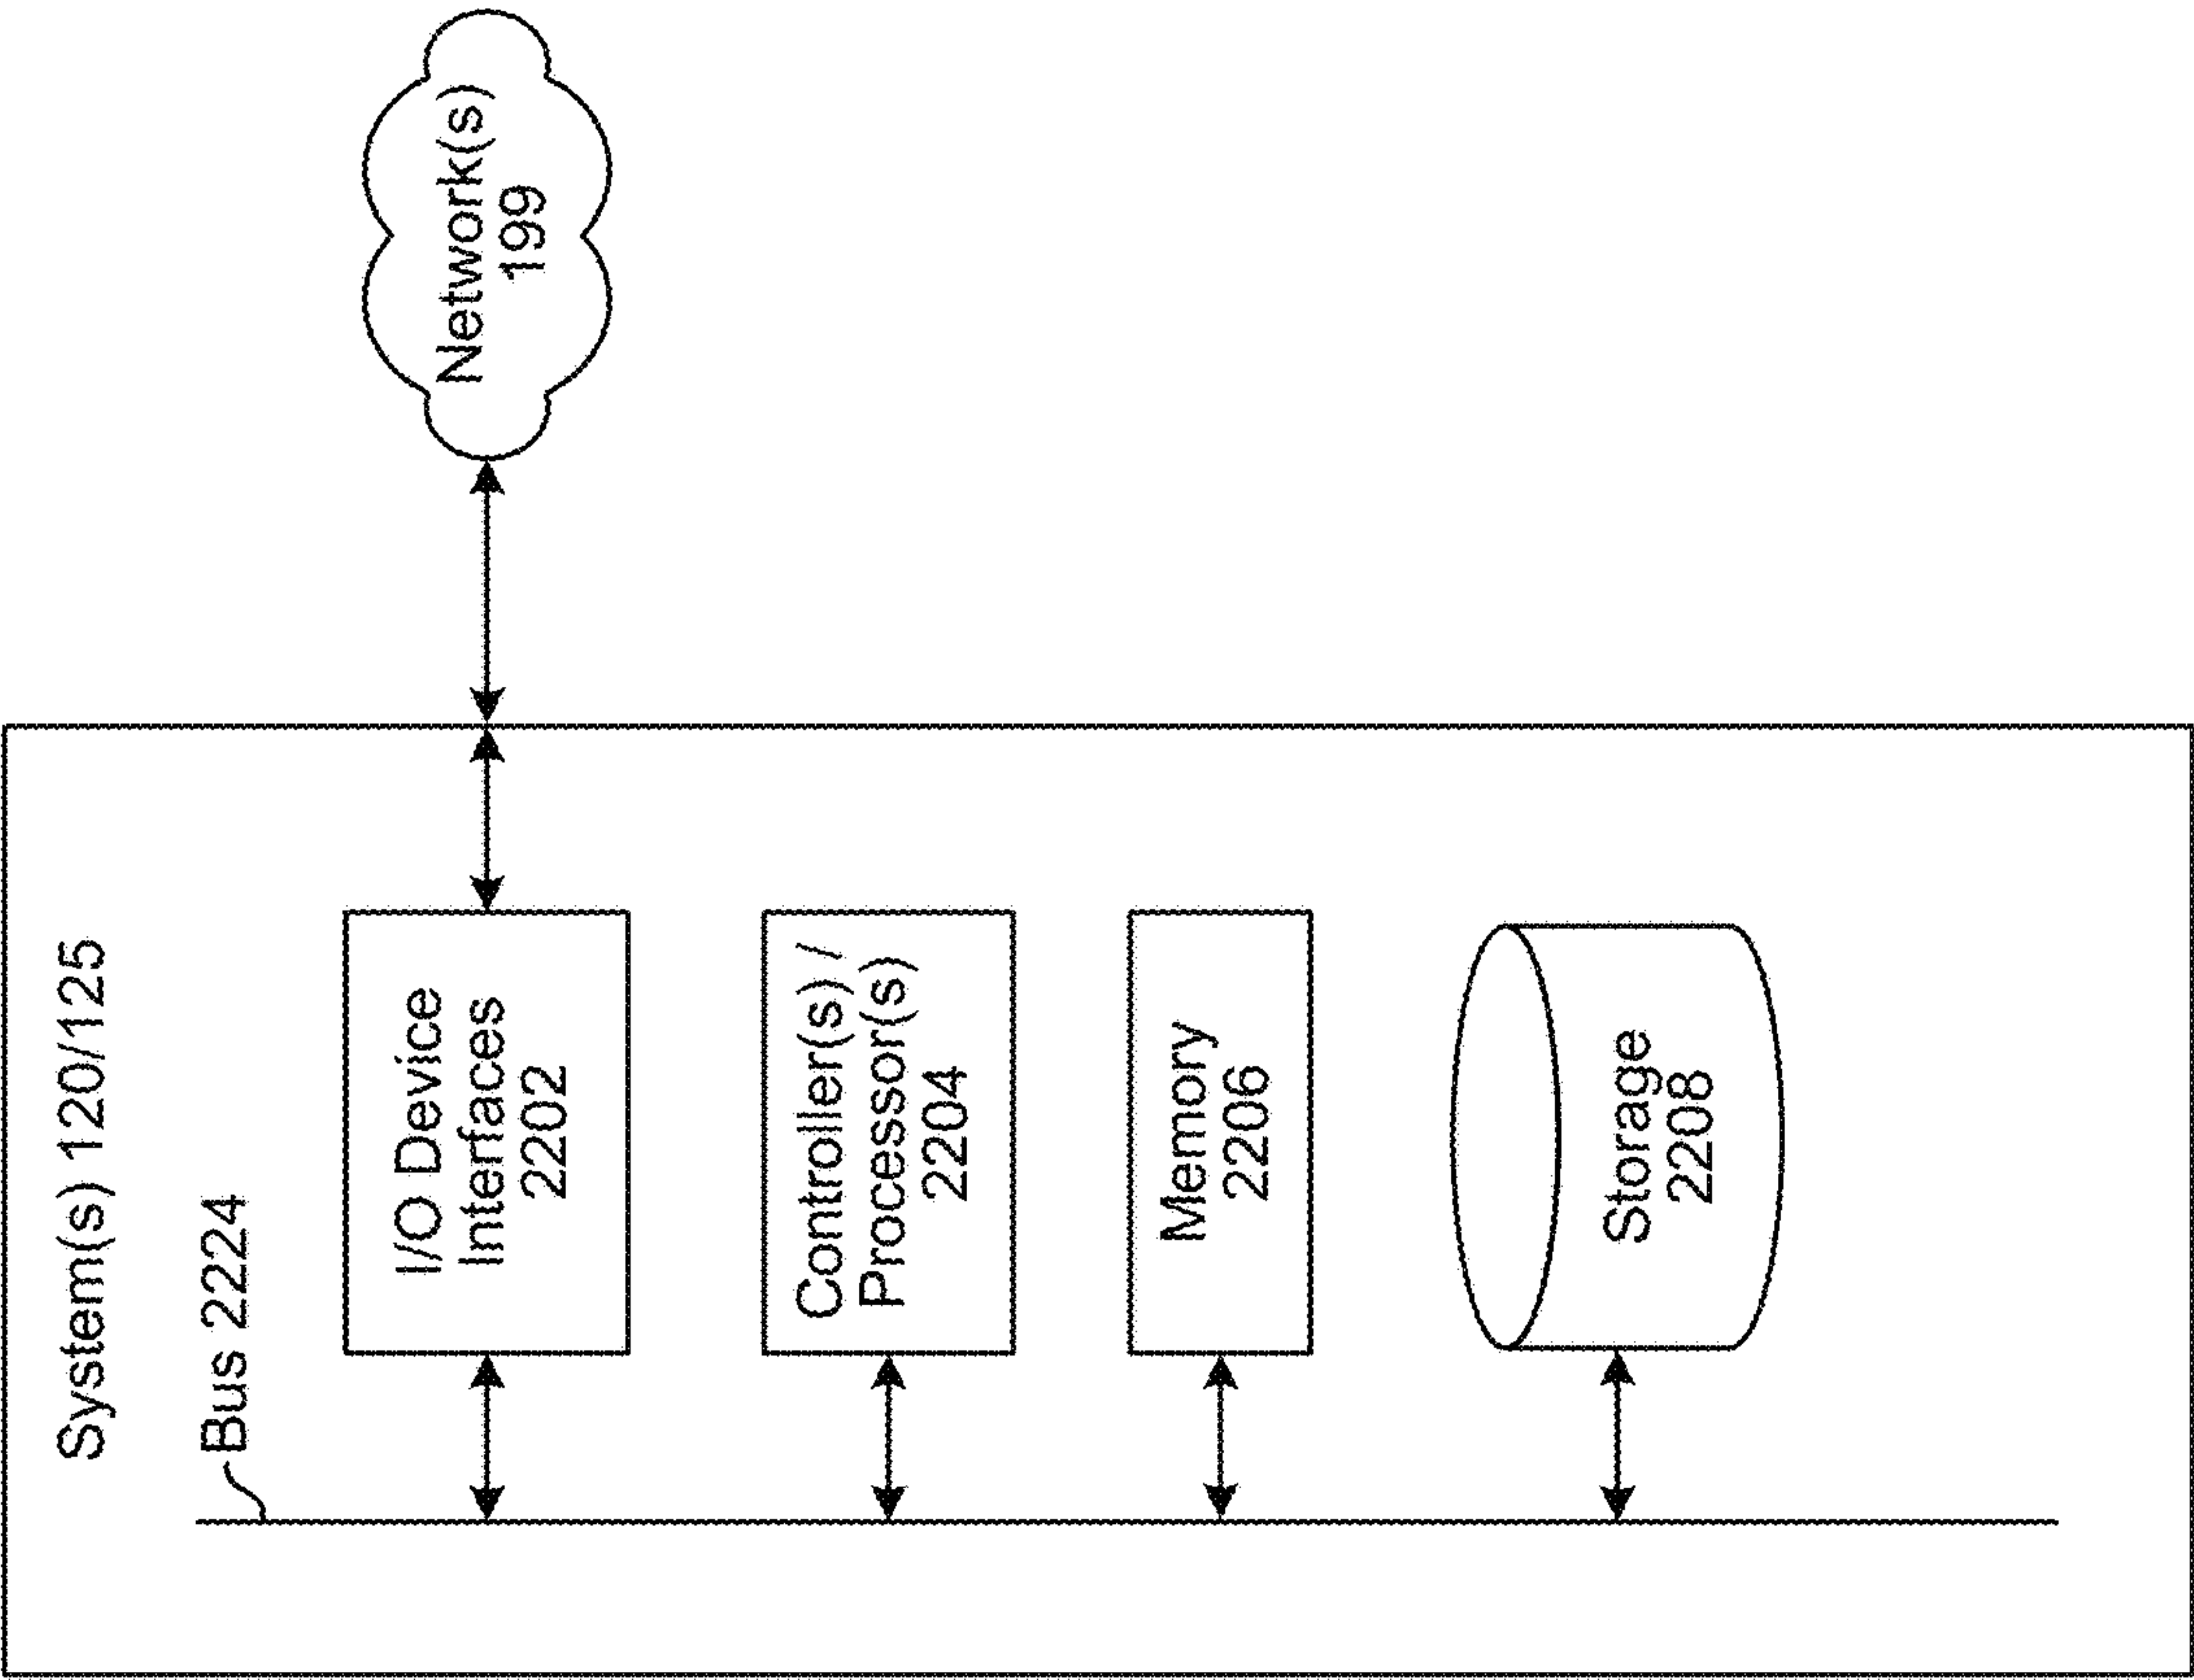 System(s) 120/125
Bus 2224
I/O Device
Interfaces
2202
Network(s)
199
Controller(s) /
Processor(s)
2204
Memory
2206
Storage
2208